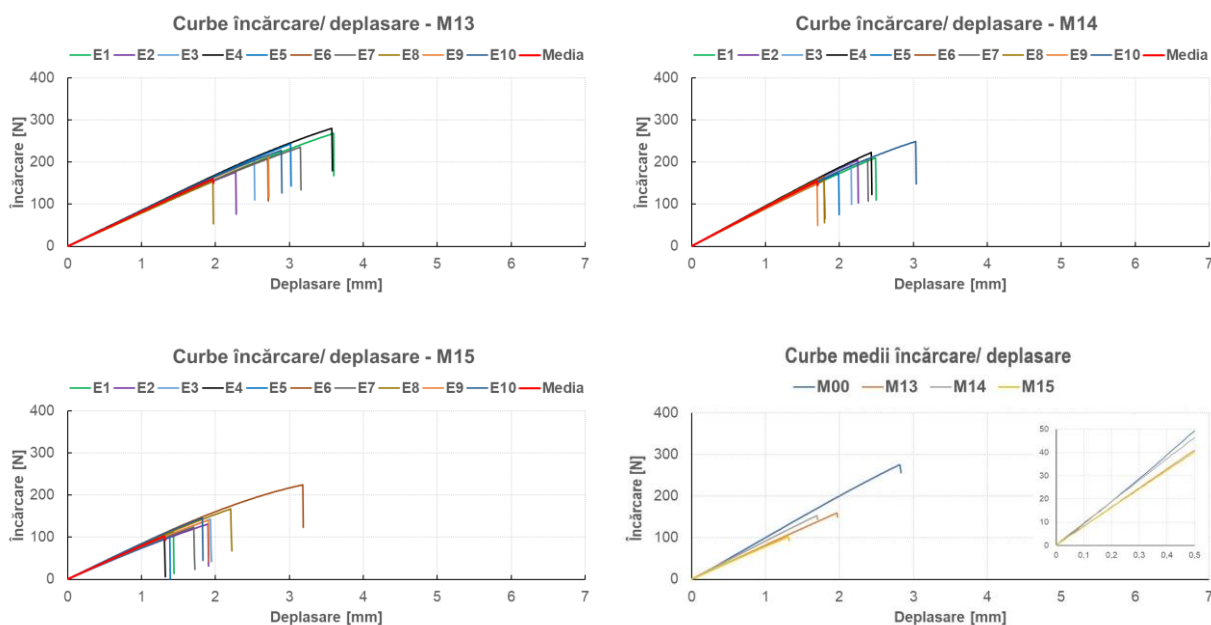 Curbe încărcare/ deplasare - M13
E1 E2 E3 E4 E5 E6 E7 E8 E9 E10 Media
Încărcare [N]
400
300
200
100
0
0 1 2 3 4 5 6 7
Deplasare [mm]
Curbe încărcare/ deplasare - M14
E1 E2 E3 E4 E5 E6 E7 E8 E9 E10 Media
Încărcare [N]
400
300
200
100
0
0 1 2 3 4 5 6 7
Deplasare [mm]
Curbe încărcare/ deplasare - M15
E1 E2 E3 E4 E5 E6 E7 E8 E9 E10 Media
Încărcare [N]
400
300
200
100
0
0 1 2 3 4 5 6 7
Deplasare [mm]
Curbe medii încărcare/ deplasare
M00 M13 M14 M15
Încărcare [N]
400
300
200
100
0
0 1 2 3 4 5 6 7
Deplasare [mm]
50
40
30
20
10
0
0 0,1 0,2 0,3 0,4 0,5